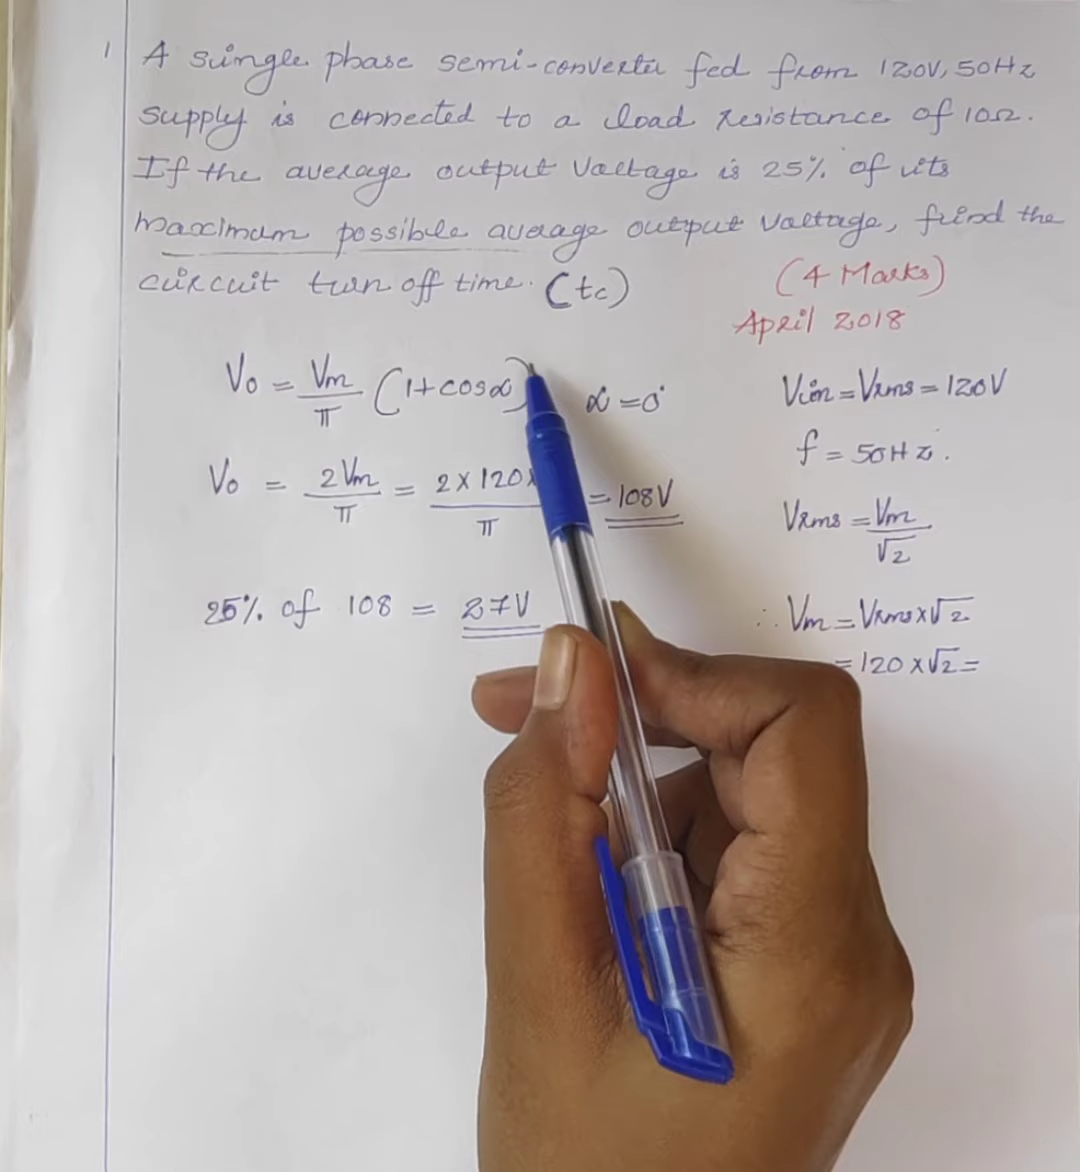 1 A single phase semi-converter fed from 120V, 50Hz
supply is connected to a load resistance of 10Ω.
If the average output voltage is 25% of its
maximum possible average output voltage, find the
circuit turn off time. (tc)
(4 Marks)
April 2018
Vo = Vm/π (1+cosα) α = 0°
Vo = 2Vm/π = 2 x 120x /π = 108V
25% of 108 = 27V
Vin = Vrms = 120V
f = 50Hz.
Vrms = Vm/√2
∴ Vm = Vrms x √2
= 120 x √2 =